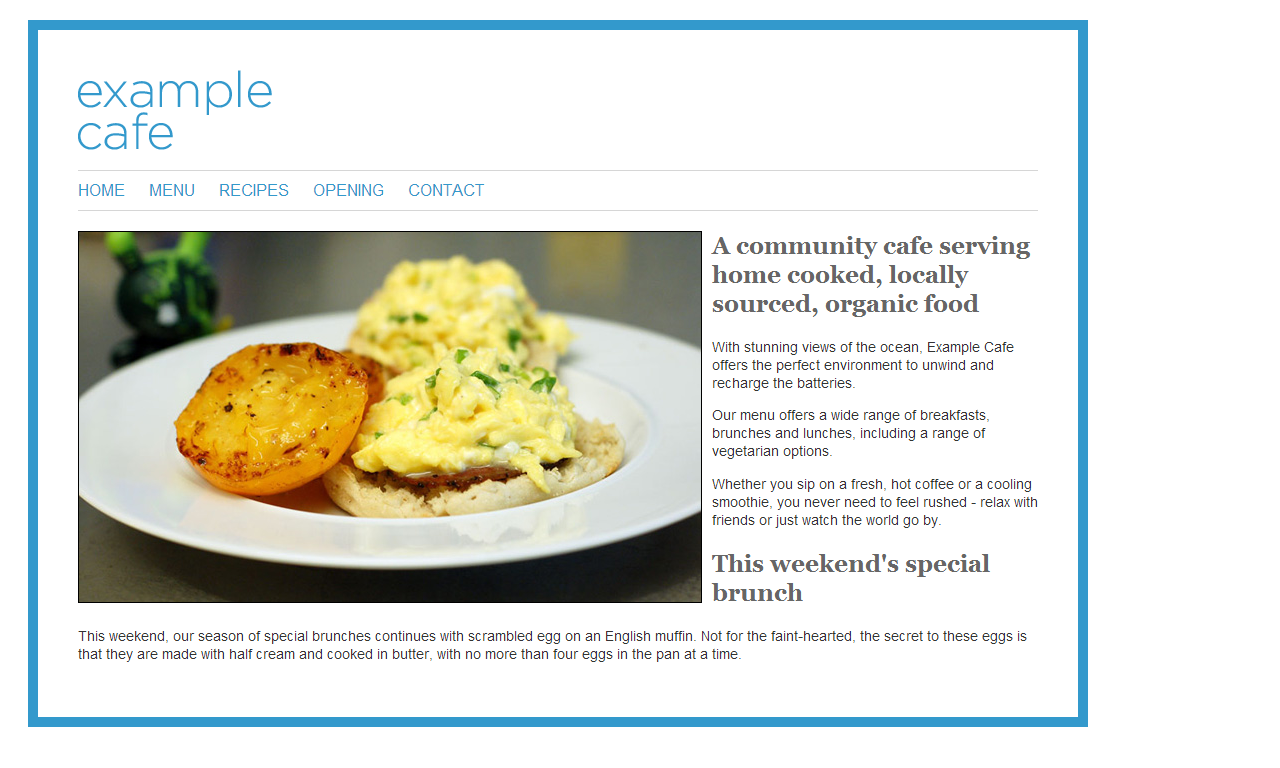 example
cafe
HOME MENU RECIPES OPENING CONTACT
A community cafe serving
home cooked, locally
sourced, organic food
With stunning views of the ocean, Example Cafe
offers the perfect environment to unwind and
recharge the batteries.
Our menu offers a wide range of breakfasts,
brunches and lunches, including a range of
vegetarian options.
Whether you sip on a fresh, hot coffee or a cooling
smoothie, you never need to feel rushed - relax with
friends or just watch the world go by.
This weekend's special
brunch
This weekend, our season of special brunches continues with scrambled egg on an English muffin. Not for the faint-hearted, the secret to these eggs is
that they are made with half cream and cooked in butter, with no more than four eggs in the pan at a time.